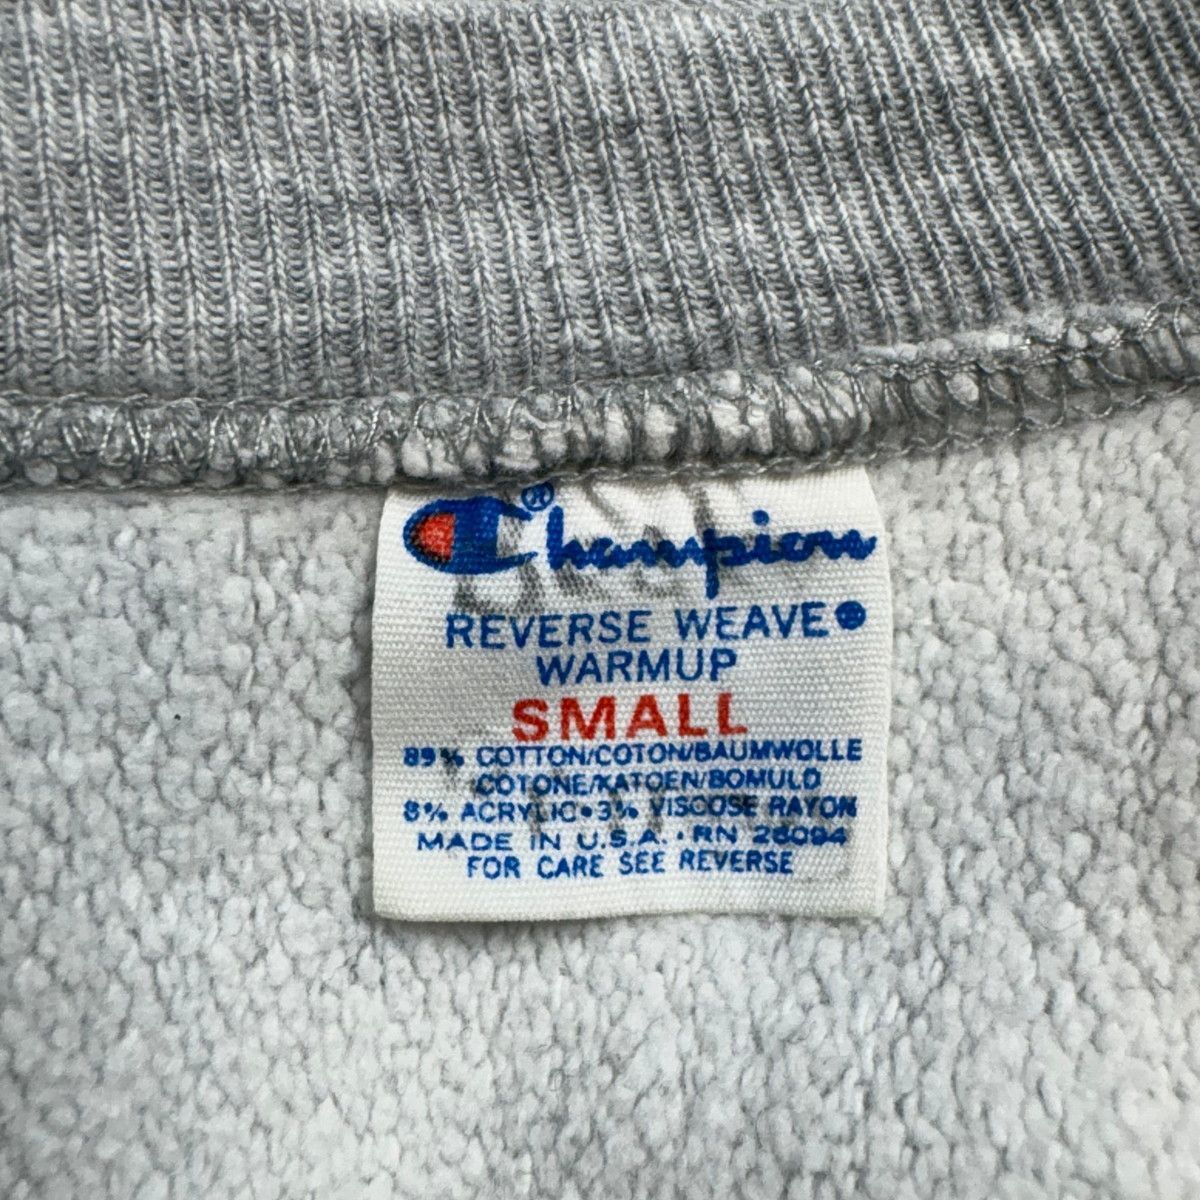 Champion®
REVERSE WEAVE®
WARMUP
SMALL
89% COTTON/COTON/BAUMWOLLE
COTONE/KATOEN/BOMULD
8% ACRYLIC•3% VISCOSE RAYON
MADE IN U.S.A. • RN 26094
FOR CARE SEE REVERSE